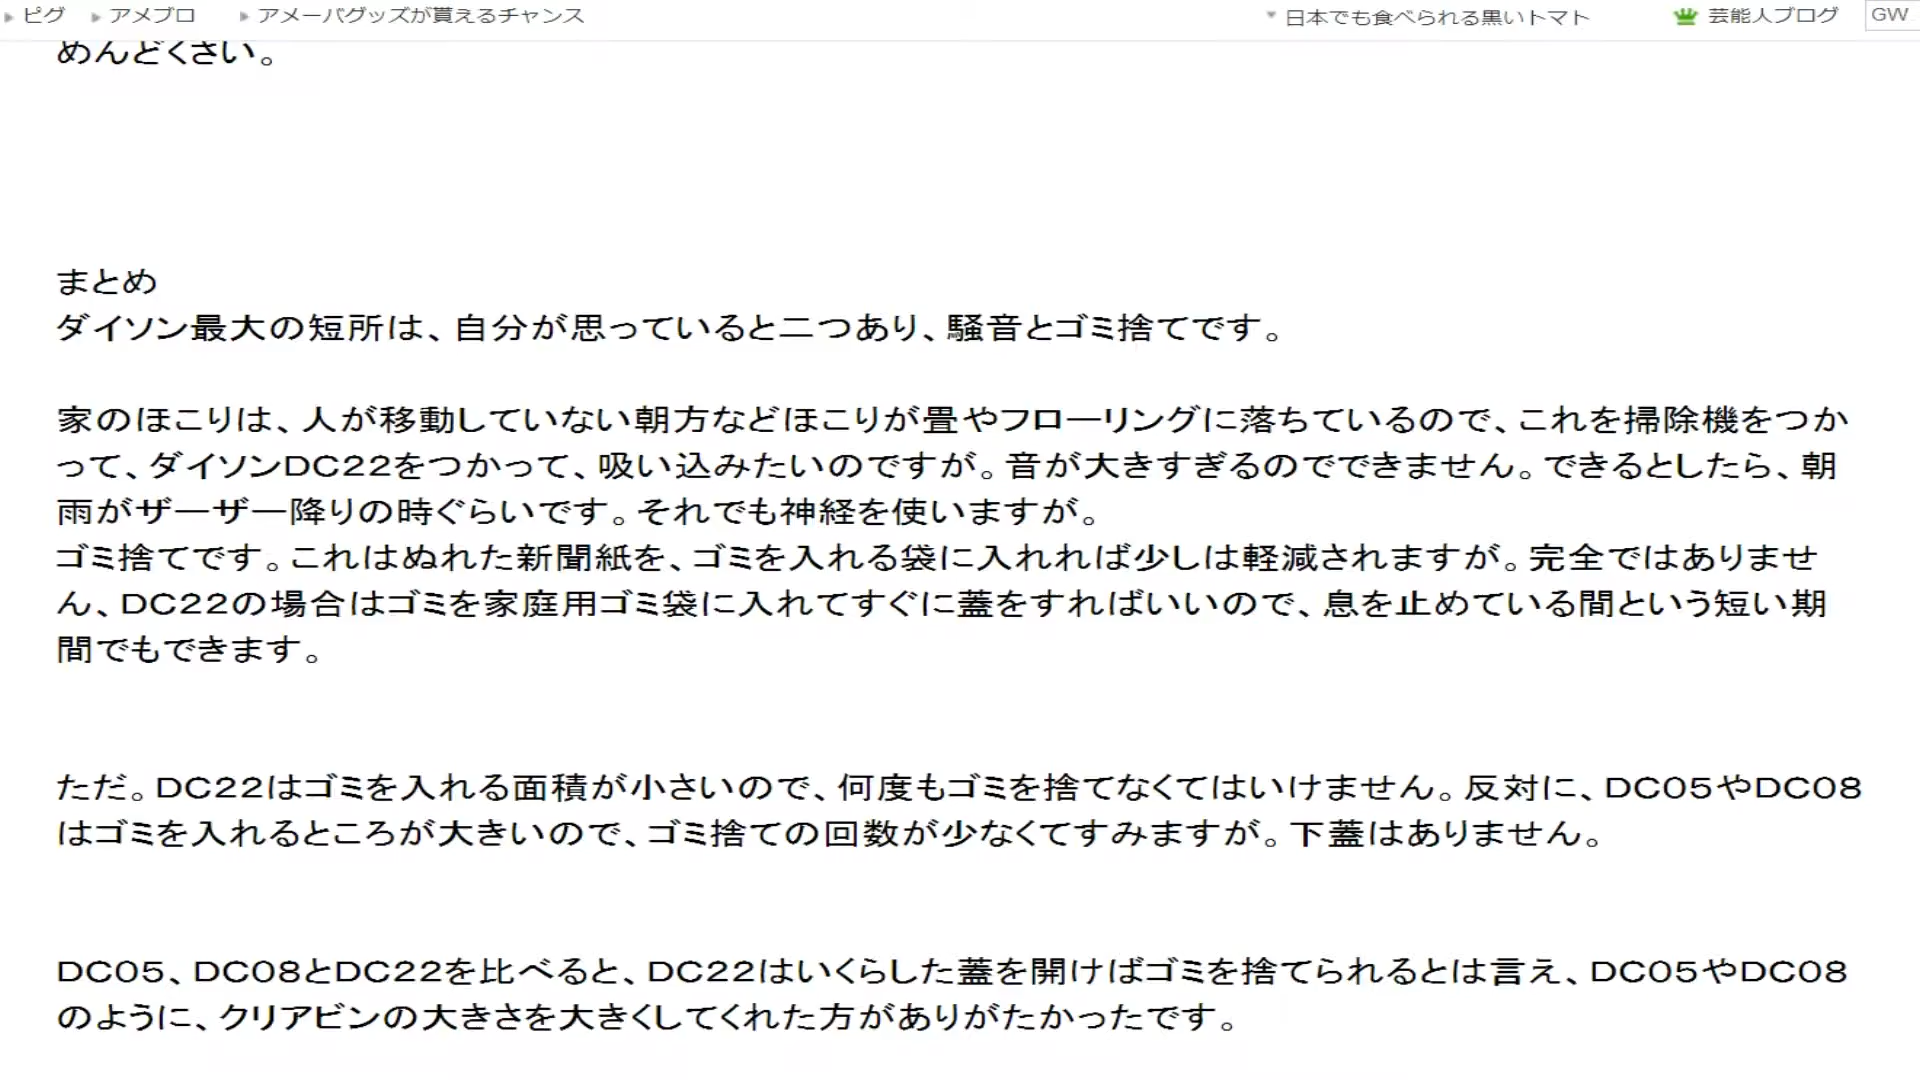 ピグ アメブロ アメーバグッズが貰えるチャンス 日本でも食べられる黒いトマト 芸能人ブログ GW
めんどくさい。
まとめ
ダイソン最大の短所は、自分が思っていると二つあり、騒音とゴミ捨てです。
家のほこりは、人が移動していない朝方などほこりが畳やフローリングに落ちているので、これを掃除機をつか
って、ダイソンDC22をつかって、吸い込みたいのですが。音が大きすぎるのでできません。できるとしたら、朝
雨がザーザー降りの時ぐらいです。それでも神経を使いますが。
ゴミ捨てです。これはぬれた新聞紙を、ゴミを入れる袋に入れれば少しは軽減されますが。完全ではありませ
ん、DC22の場合はゴミを家庭用ゴミ袋に入れてすぐに蓋をすればいいので、息を止めている間という短い期
間でもできます。
ただ。DC22はゴミを入れる面積が小さいので、何度もゴミを捨てなくてはいけません。反対に、DC05やDC08
はゴミを入れるところが大きいので、ゴミ捨ての回数が少なくてすみますが。下蓋はありません。
DC05、DC08とDC22を比べると、DC22はいくらした蓋を開けばゴミを捨てられるとは言え、DC05やDC08
のように、クリアビンの大きさを大きくしてくれた方がありがたかったです。